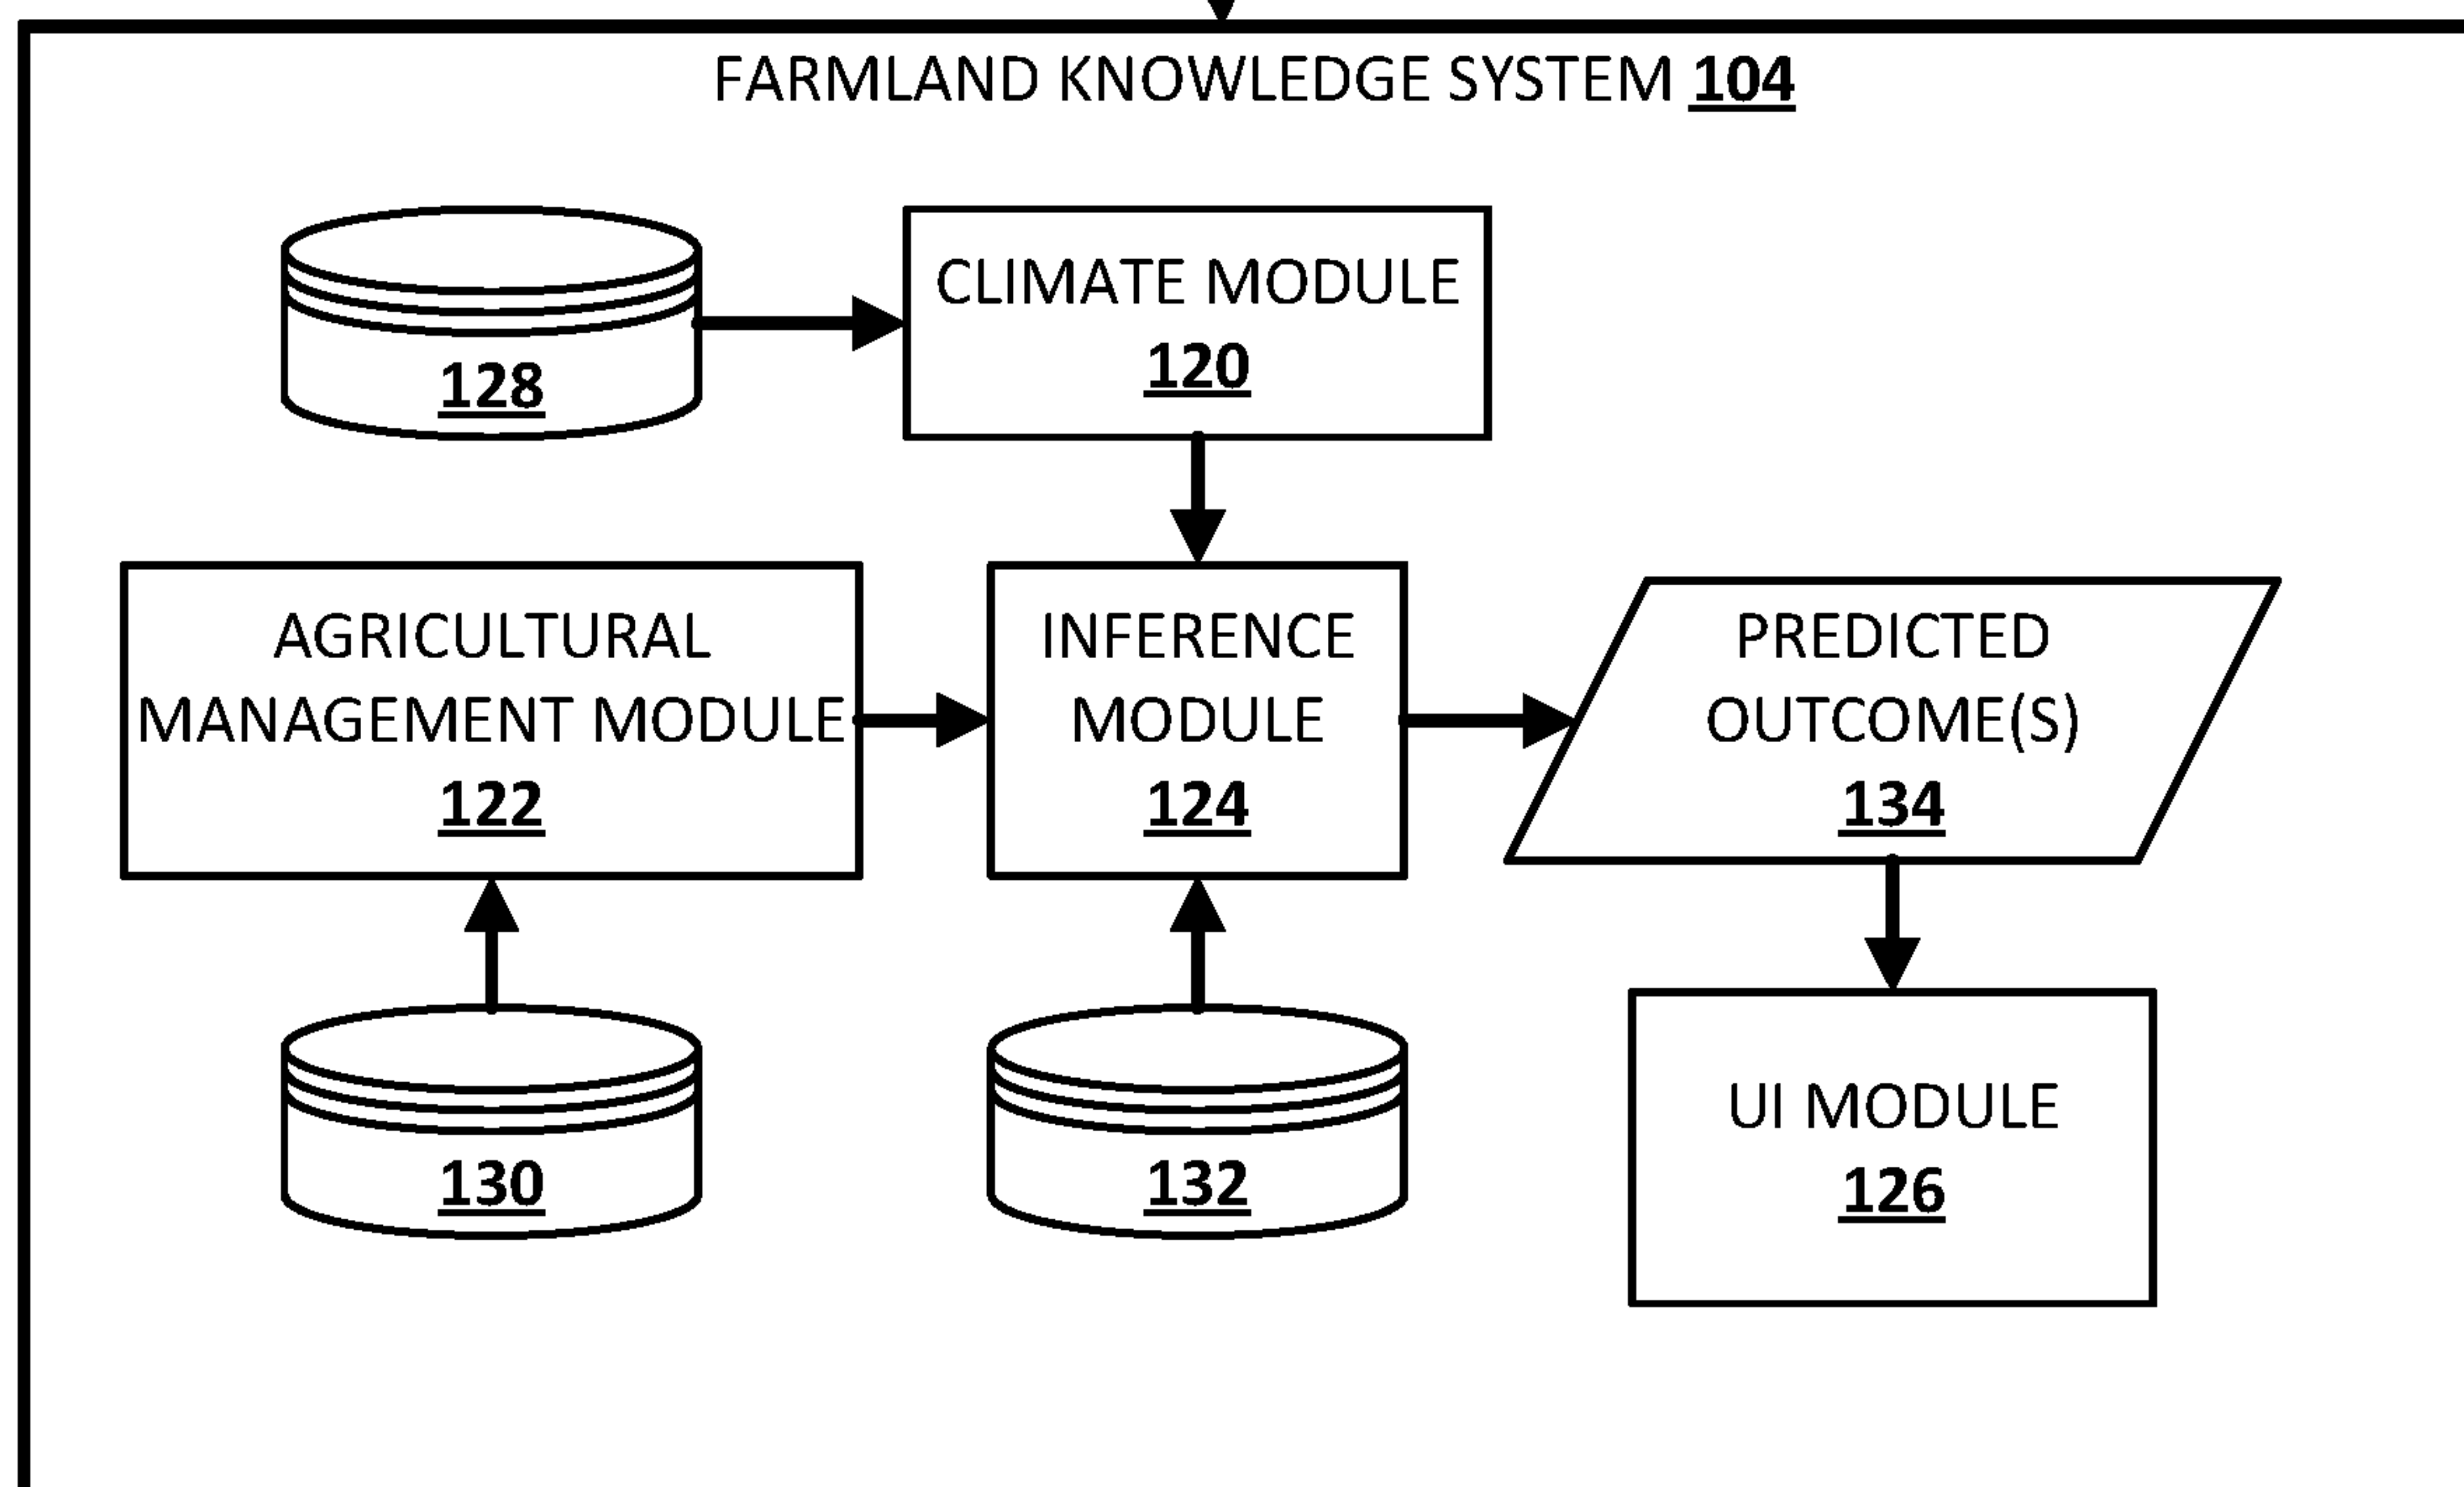 FARMLAND KNOWLEDGE SYSTEM 104
128
CLIMATE MODULE
120
AGRICULTURAL
MANAGEMENT MODULE
122
INFERENCE
MODULE
124
PREDICTED
OUTCOME(S)
134
130
132
UI MODULE
126